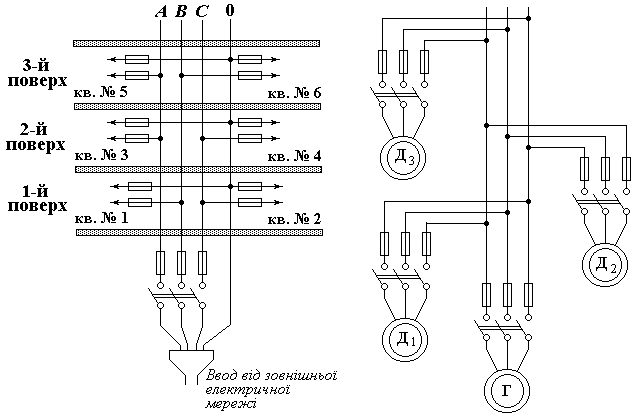 A B C 0
3-й
поверх
кв. № 5
кв. № 6
2-й
поверх
кв. № 3
кв. № 4
1-й
поверх
кв. № 1
кв. № 2
Ввод від зовнішньої
електричної
мережі
Д3
Д2
Д1
Г